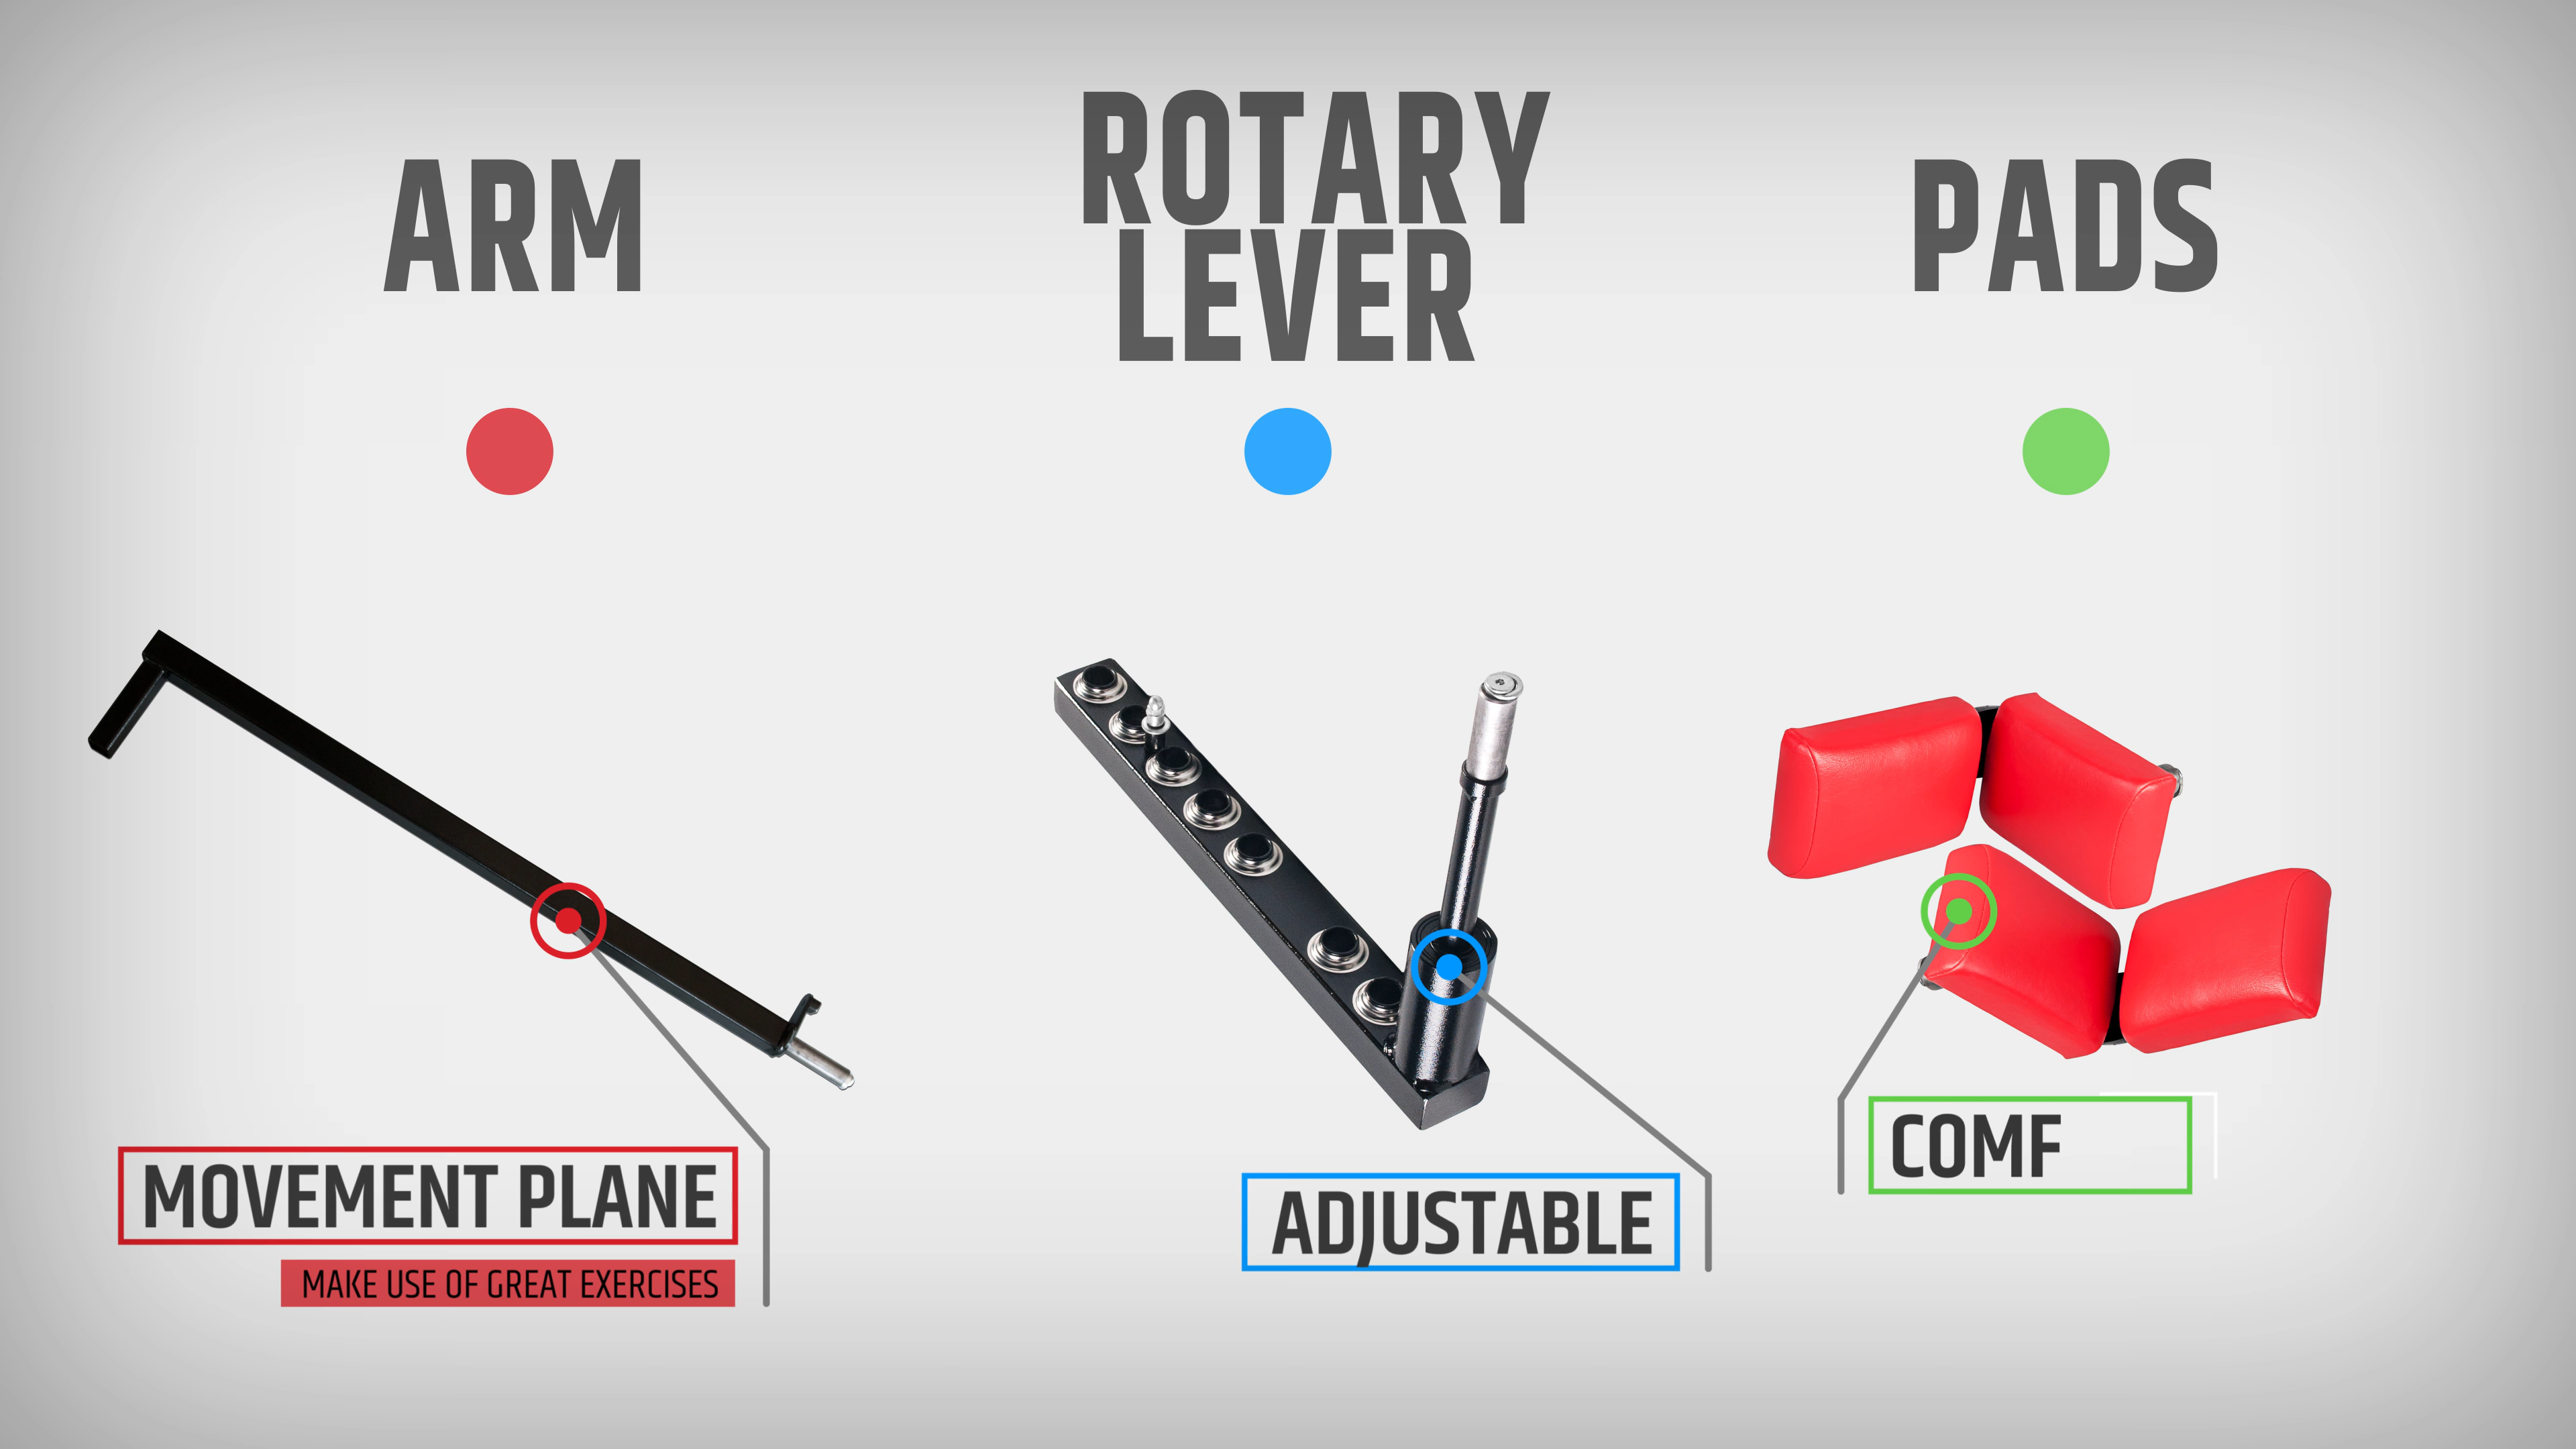 ARM
ROTARY
LEVER
PADS
MOVEMENT PLANE
MAKE USE OF GREAT EXERCISES
ADJUSTABLE
COMF